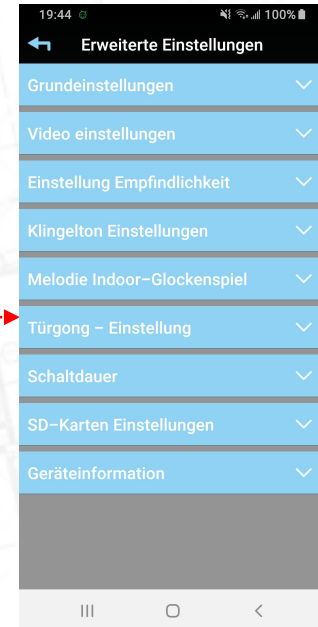 19:44 100%
Erweiterte Einstellungen
Grundeinstellungen
Video einstellungen
Einstellung Empfindlichkeit
Klingelton Einstellungen
Melodie Indoor-Glockenspiel
Türgong - Einstellung
Schaltdauer
SD-Karten Einstellungen
Geräteinformation